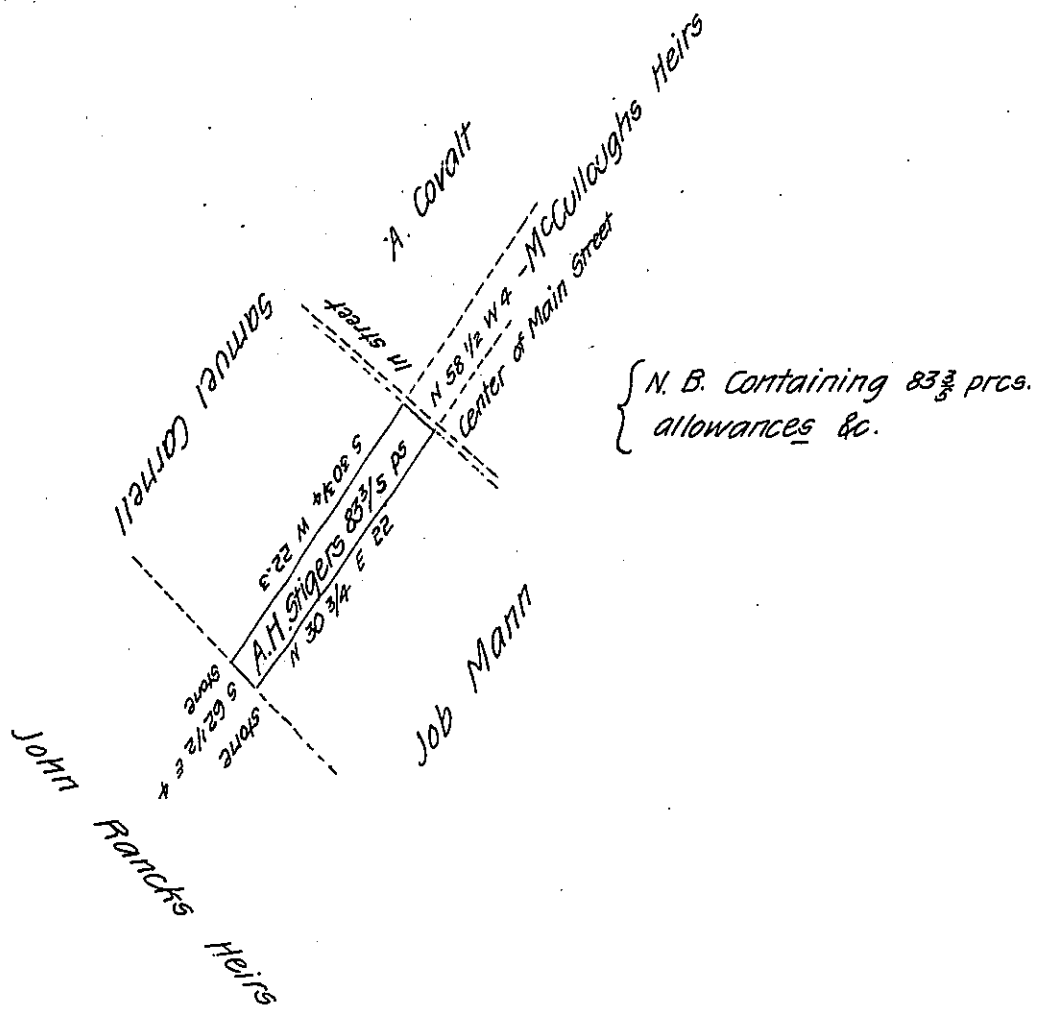 A. Covalt
McCullaughs Heirs
Samuel Carnell
In street
N 58 1/2 W 4
Center of Main Street
S 30 3/4 W 22.3
A.H. Stigers 83 3/5 ps
N 30 3/4 E 22
{ N. B. Containing 83 3/5 prcs.
allowances &c.
Job Mann
stone
S 62 1/2 E 4
stone
John Rancks Heirs